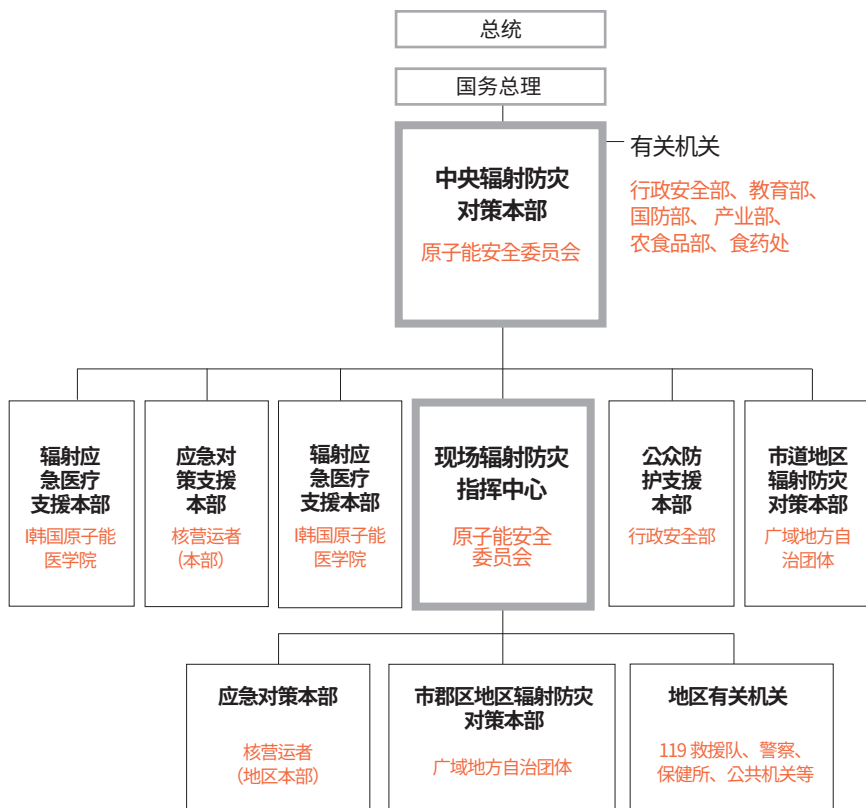 总统
国务总理
中央辐射防灾
对策本部
原子能安全委员会
有关机关
行政安全部、教育部、
国防部、 产业部、
农食品部、食药处
辐射应
急医疗
支援本部
l韩国原子能
医学院
应急对
策支援
本部
核营运者
(本部)
辐射应
急医疗
支援本部
l韩国原子能
医学院
现场辐射防灾
指挥中心
原子能安全
委员会
公众防
护支援
本部
行政安全部
市道地区
辐射防灾
对策本部
广域地方自
治团体
应急对策本部
核营运者
(地区本部)
市郡区地区辐射防灾
对策本部
广域地方自治团体
地区有关机关
119 救援队、警察、
保健所、公共机关等